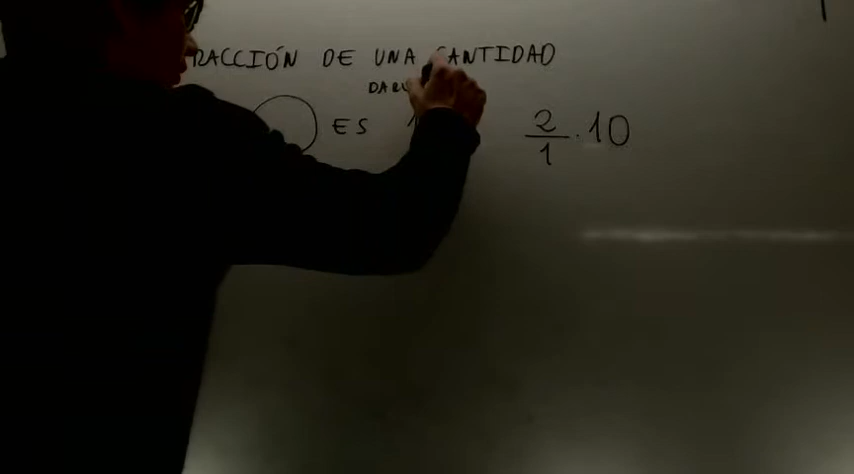 RACCIÓN DE UNA CANTIDAD
ES
2/1 · 10